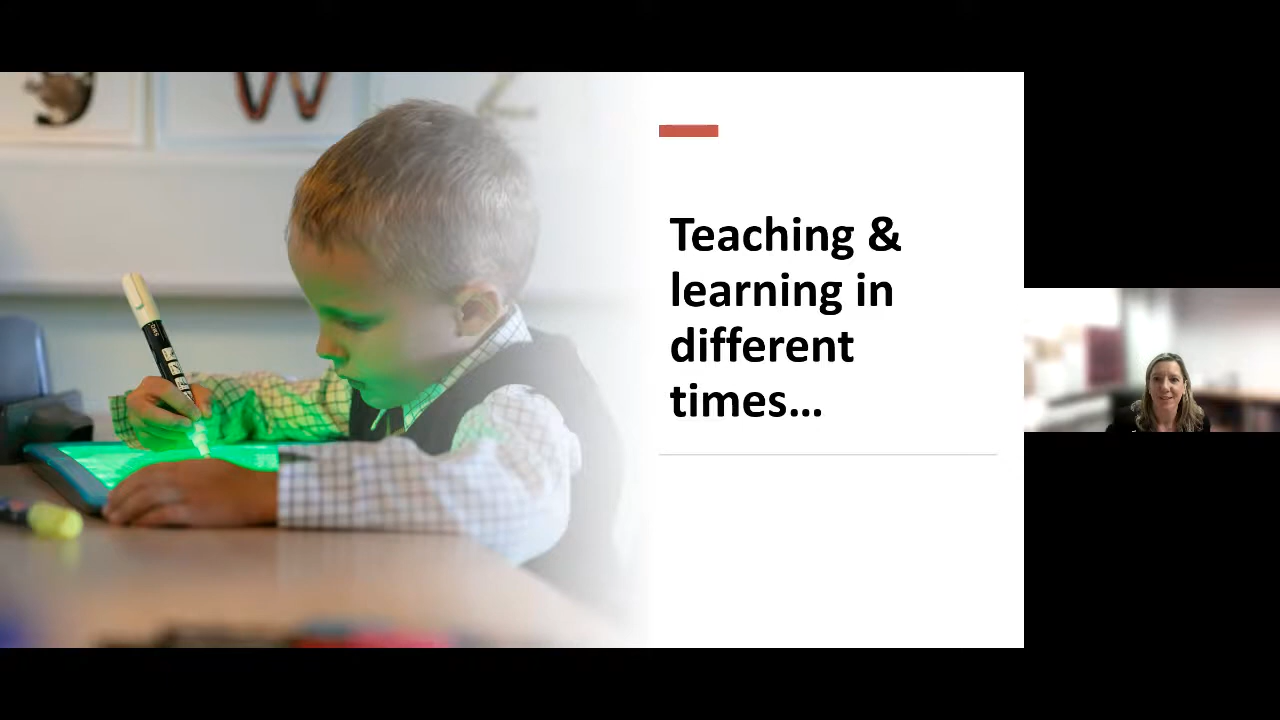 W
Teaching &
learning in
different
times...